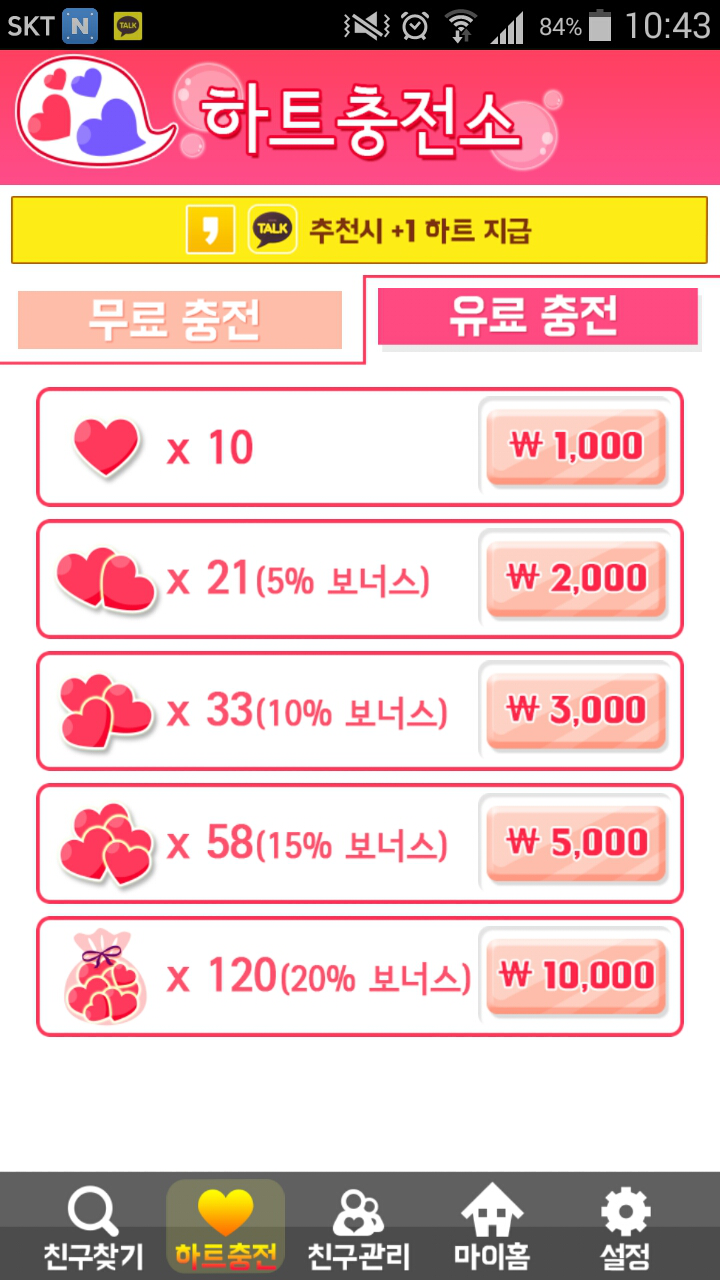 SKT N TALK 84% 10:43
하트충전소
TALK 추천시 +1 하트 지급
무료 충전 유료 충전
x 10 ₩ 1,000
x 21(5% 보너스) ₩ 2,000
x 33(10% 보너스) ₩ 3,000
x 58(15% 보너스) ₩ 5,000
x 120(20% 보너스) ₩ 10,000
친구찾기 하트충전 친구관리 마이홈 설정